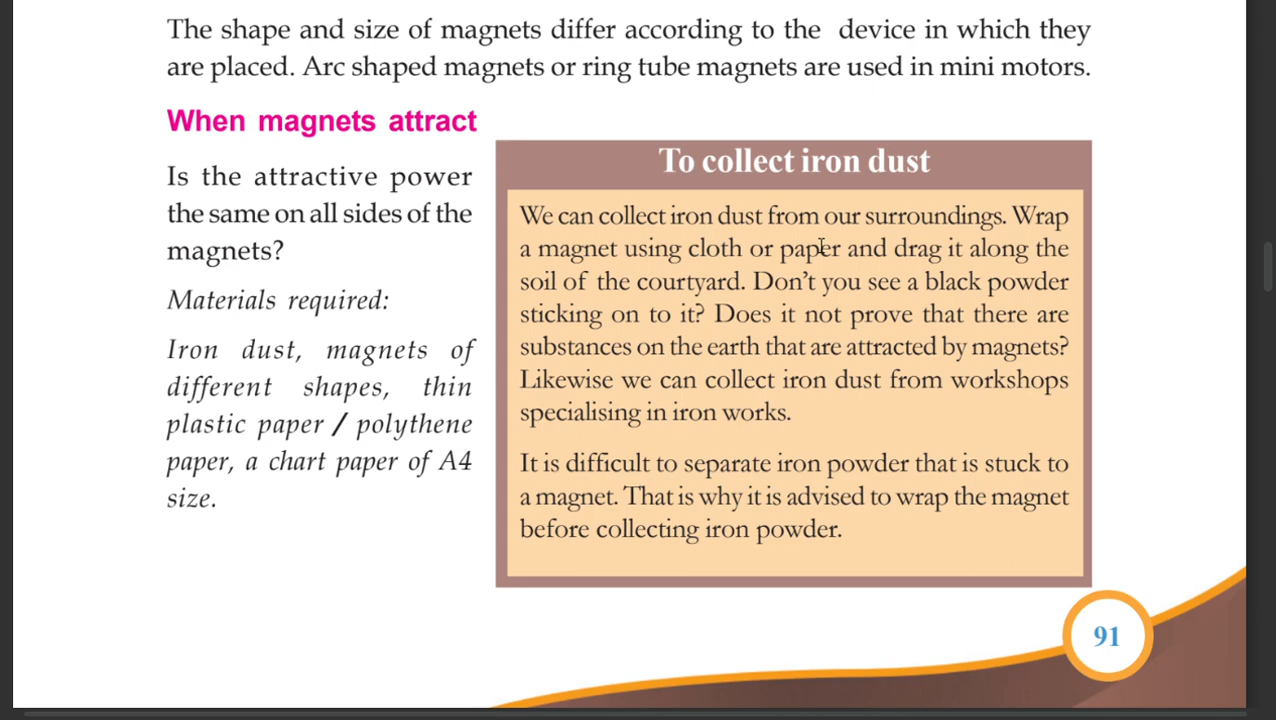 The shape and size of magnets differ according to the device in which they
are placed. Arc shaped magnets or ring tube magnets are used in mini motors.
When magnets attract
Is the attractive power
the same on all sides of the
magnets?
Materials required:
Iron dust, magnets of
different shapes, thin
plastic paper / polythene
paper, a chart paper of A4
size.
To collect iron dust
We can collect iron dust from our surroundings. Wrap
a magnet using cloth or paper and drag it along the
soil of the courtyard. Don't you see a black powder
sticking on to it? Does it not prove that there are
substances on the earth that are attracted by magnets?
Likewise we can collect iron dust from workshops
specialising in iron works.
It is difficult to separate iron powder that is stuck to
a magnet. That is why it is advised to wrap the magnet
before collecting iron powder.
91